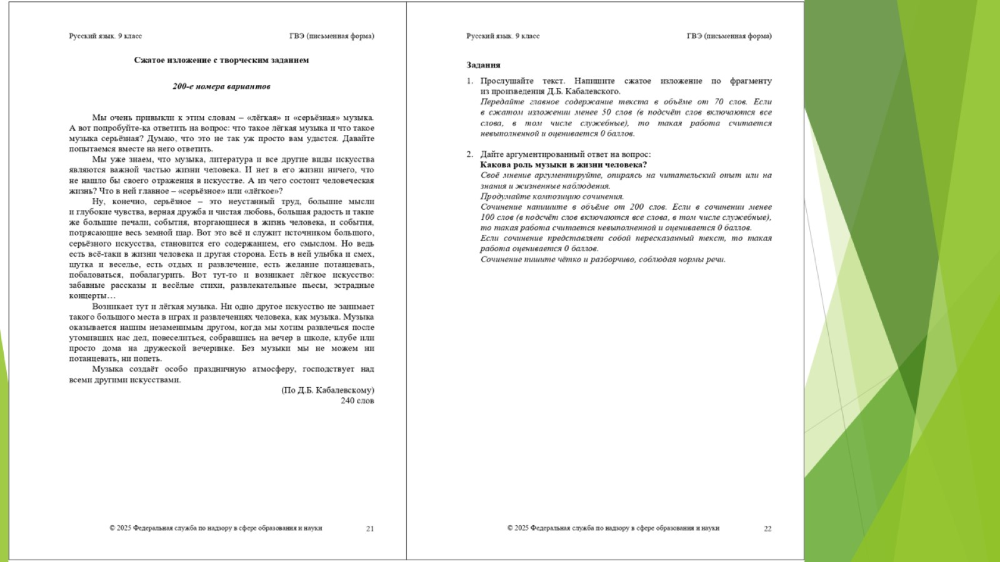 Русский язык. 9 класс
ГВЭ (письменная форма)
Сжатое изложение с творческим заданием
200-е номера вариантов
Мы очень привыкли к этим словам – «лёгкая» и «серьёзная» музыка.
А вот попробуйте-ка ответить на вопрос: что такое лёгкая музыка и что такое
музыка серьёзная? Думаю, что это не так уж просто вам удастся. Давайте
попытаемся вместе на него ответить.
Мы уже знаем, что музыка, литература и все другие виды искусства
являются важной частью жизни человека. И нет в его жизни ничего, что
не нашло бы своего отражения в искусстве. А из чего состоит человеческая
жизнь? Что в ней главное – «серьёзное» или «лёгкое»?
Ну, конечно, серьёзное – это неустанный труд, большие мысли
и глубокие чувства, верная дружба и чистая любовь, большая радость и такие
же большие печали, события, вторгающиеся в жизнь человека, и события,
потрясающие весь земной шар. Вот это всё и служит источником большого,
серьёзного искусства, становится его содержанием, его смыслом. Но ведь
есть всё-таки в жизни человека и другая сторона. Есть в ней улыбка и смех,
шутка и веселье, есть отдых и развлечение, есть желание потанцевать,
побаловаться, побалагурить. Вот тут-то и возникает лёгкое искусство:
забавные рассказы и весёлые стихи, развлекательные пьесы, эстрадные
концерты…
Возникает тут и лёгкая музыка. Ни одно другое искусство не занимает
такого большого места в играх и развлечениях человека, как музыка. Музыка
оказывается нашим незаменимым другом, когда мы хотим развлечься после
утомивших нас дел, повеселиться, собравшись на вечер в школе, клубе или
просто дома на дружеской вечеринке. Без музыки мы не можем ни
потанцевать, ни попеть.
Музыка создаёт особо праздничную атмосферу, господствует над
всеми другими искусствами.
(По Д.Б. Кабалевскому)
240 слов
© 2025 Федеральная служба по надзору в сфере образования и науки
21
Русский язык. 9 класс
ГВЭ (письменная форма)
Задания
1. Прослушайте текст. Напишите сжатое изложение по фрагменту
из произведения Д.Б. Кабалевского.
Передайте главное содержание текста в объёме от 70 слов. Если
в сжатом изложении менее 50 слов (в подсчёт слов включаются все
слова, в том числе служебные), то такая работа считается
невыполненной и оценивается 0 баллов.
2. Дайте аргументированный ответ на вопрос:
Какова роль музыки в жизни человека?
Своё мнение аргументируйте, опираясь на читательский опыт или на
знания и жизненные наблюдения.
Продумайте композицию сочинения.
Сочинение напишите в объёме от 200 слов. Если в сочинении менее
100 слов (в подсчёт слов включаются все слова, в том числе служебные),
то такая работа считается невыполненной и оценивается 0 баллов.
Если сочинение представляет собой пересказанный текст, то такая
работа оценивается 0 баллов.
Сочинение пишите чётко и разборчиво, соблюдая нормы речи.
© 2025 Федеральная служба по надзору в сфере образования и науки
22